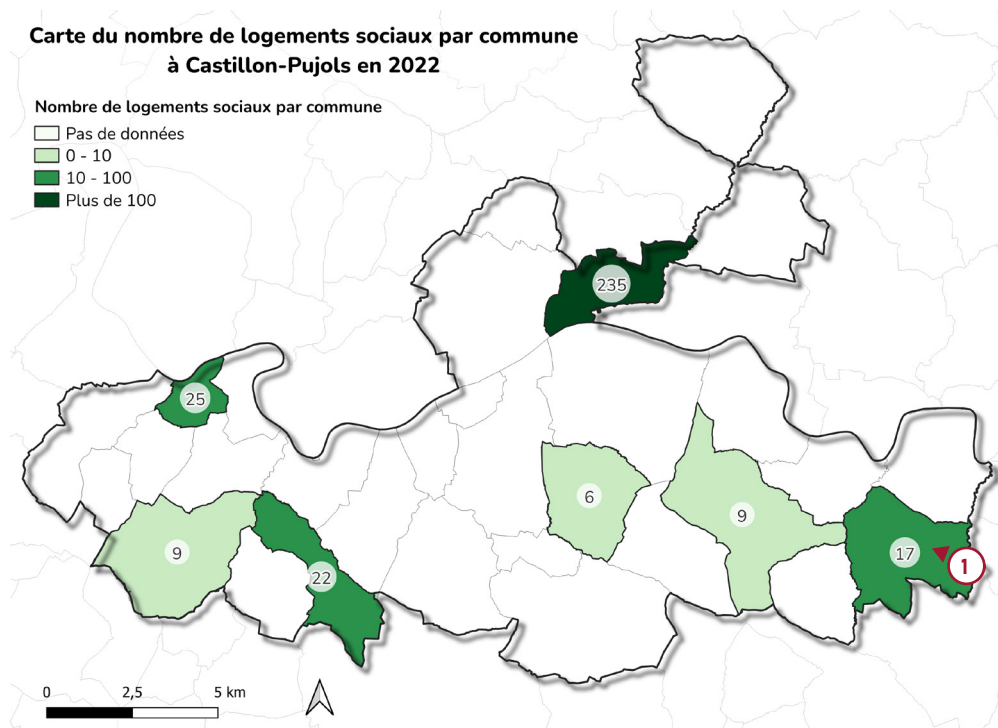 Carte du nombre de logements sociaux par commune
à Castillon-Pujols en 2022
Nombre de logements sociaux par commune
Pas de données
0 - 10
10 - 100
Plus de 100
235
25
6
9
9
17
1
22
0 2,5 5 km